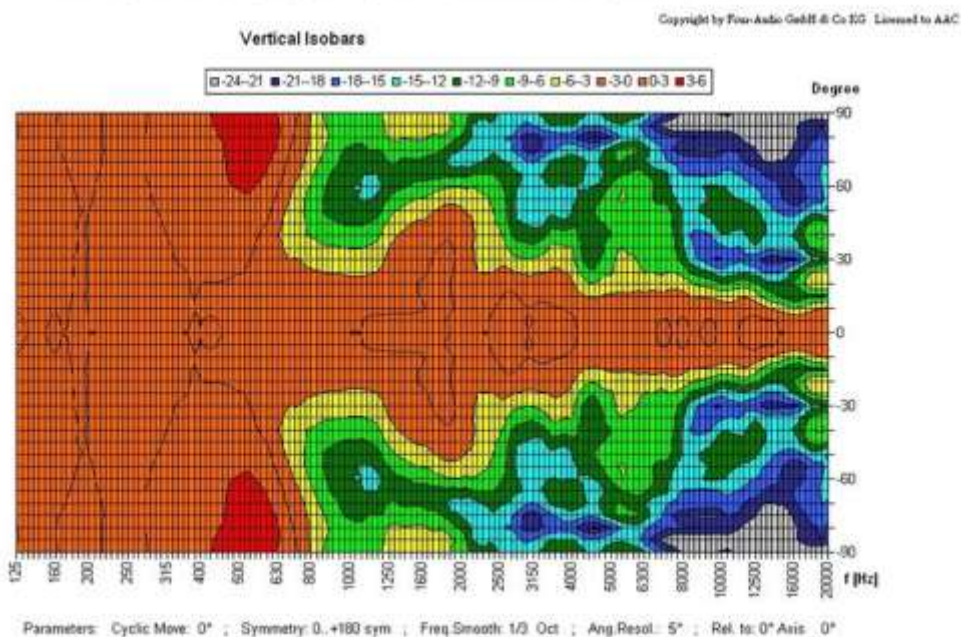 Copyright by Four-Audio GmbH & Co KG Licensed to AAC
Vertical Isobars
-24--21 -21--18 -18--15 -15--12 -12--9 -9--6 -6--3 -3-0 0-3 3-6
Degree
90
60
30
0
-30
-60
-90
125 160 200 250 315 400 500 630 800 1000 1250 1600 2000 2500 3150 4000 5000 6300 8000 10000 12500 16000 20000 f [Hz]
Parameters: Cyclic Move: 0° ; Symmetry: 0..+180 sym ; Freq.Smooth: 1/3 Oct ; Ang.Resol.: 5° ; Rel. to: 0° Axis 0°